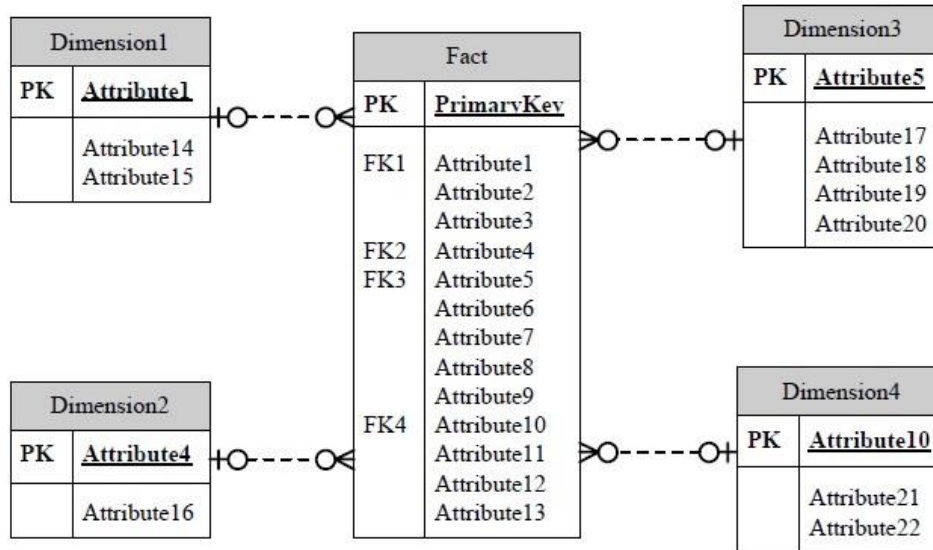 Dimension1
PK Attribute1
Attribute14
Attribute15
Fact
PK PrimaryKey
FK1 Attribute1
Attribute2
Attribute3
FK2 Attribute4
FK3 Attribute5
Attribute6
Attribute7
Attribute8
Attribute9
FK4 Attribute10
Attribute11
Attribute12
Attribute13
Dimension3
PK Attribute5
Attribute17
Attribute18
Attribute19
Attribute20
Dimension2
PK Attribute4
Attribute16
Dimension4
PK Attribute10
Attribute21
Attribute22